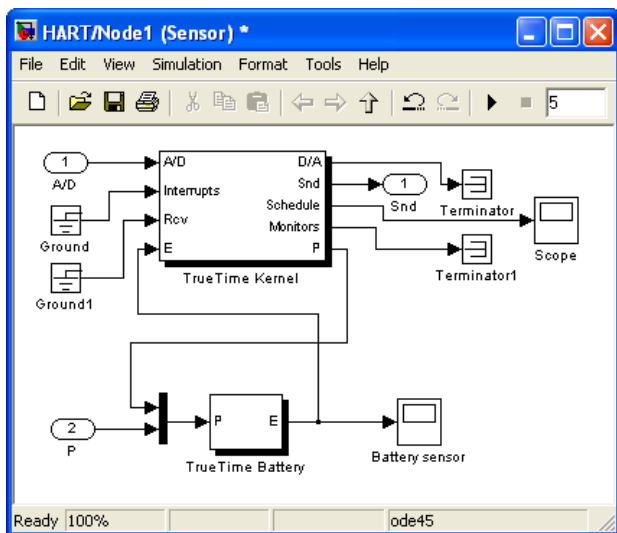 HART/Node1 (Sensor) *
File Edit View Simulation Format Tools Help
5
1
A/D
A/D
Interrupts
Rcv
E
D/A
Snd
Schedule
Monitors
P
TrueTime Kernel
Ground
Ground1
1
Snd
Terminator
Terminator1
Scope
2
P
P
E
TrueTime Battery
Battery sensor
Ready 100% ode45